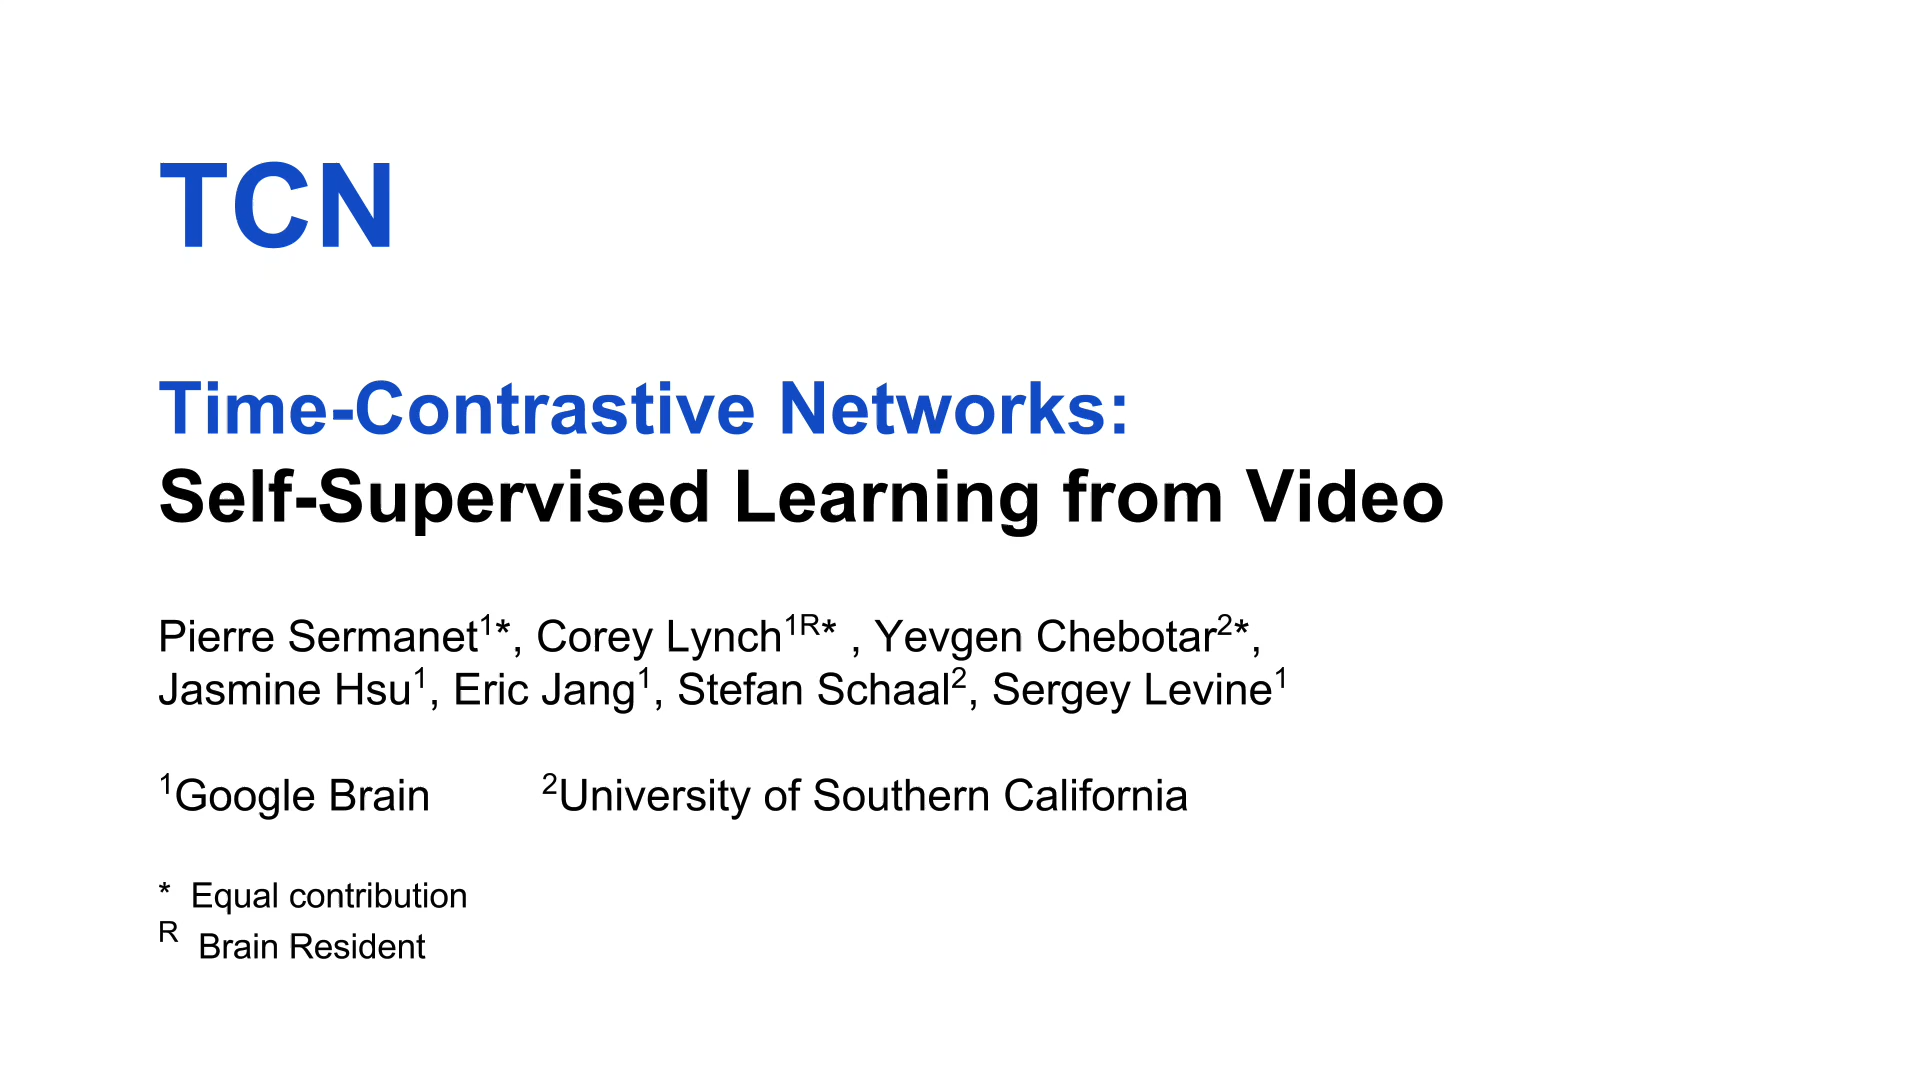 TCN
Time-Contrastive Networks:
Self-Supervised Learning from Video
Pierre Sermanet¹*, Corey Lynch¹ᴿ* , Yevgen Chebotar²*,
Jasmine Hsu¹, Eric Jang¹, Stefan Schaal², Sergey Levine¹
¹Google Brain ²University of Southern California
* Equal contribution
ᴿ Brain Resident